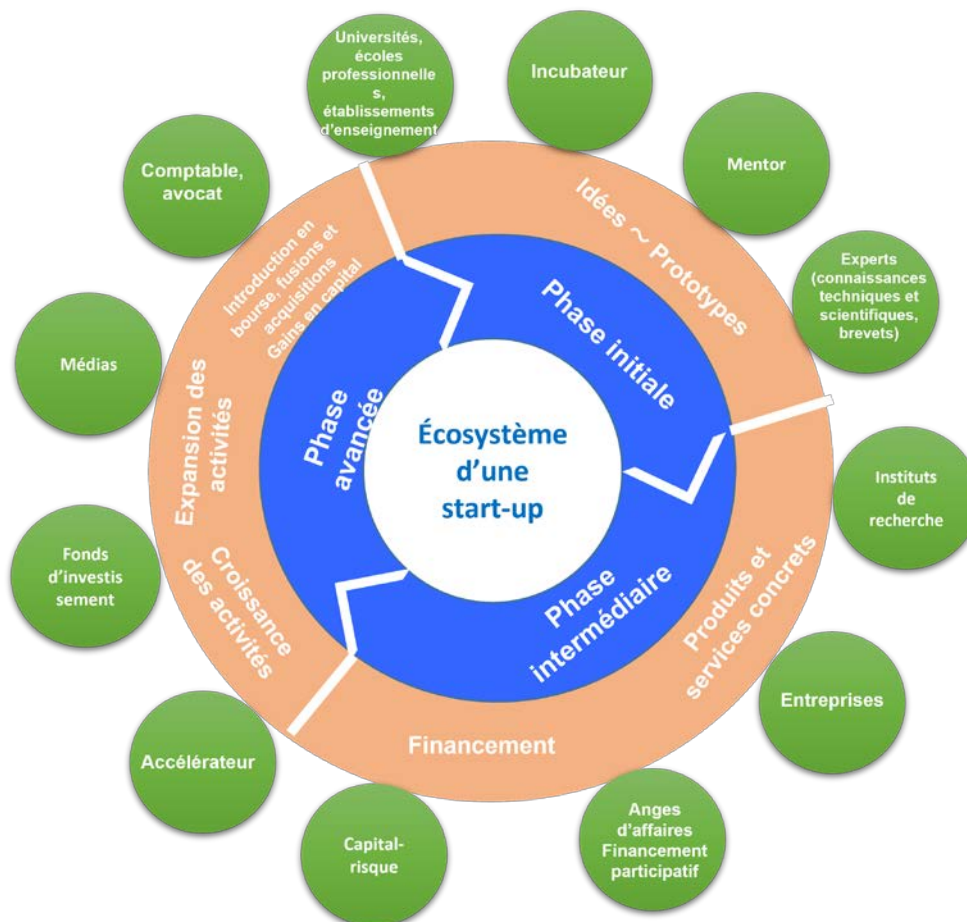 Universités,
écoles
professionnelle
s,
établissements
d'enseignement
Incubateur
Mentor
Experts
(connaissances
techniques et
scientifiques,
brevets)
Instituts
de
recherche
Entreprises
Anges
d'affaires
Financement
participatif
Capital-
risque
Accélérateur
Fonds
d'investis
sement
Médias
Comptable,
avocat
Idées ~ Prototypes
Produits et
services concrets
Financement
Croissance
des activités
Expansion des
activités
Introduction en
bourse, fusions et
acquisitions
Gains en capital
Phase initiale
Phase
intermédiaire
Phase
avancée
Écosystème
d'une
start-up